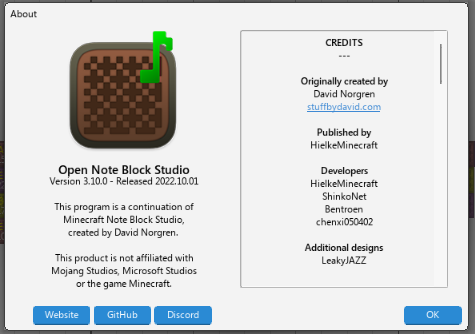 About
Open Note Block Studio
Version 3.10.0 - Released 2022.10.01
This program is a continuation of
Minecraft Note Block Studio,
created by David Norgren.
This product is not affiliated with
Mojang Studios, Microsoft Studios
or the game Minecraft.
CREDITS
---
Originally created by
David Norgren
stuffbydavid.com
Published by
HielkeMinecraft
Developers
HielkeMinecraft
ShinkoNet
Bentroen
chenxi050402
Additional designs
LeakyJAZZ
Website
GitHub
Discord
OK